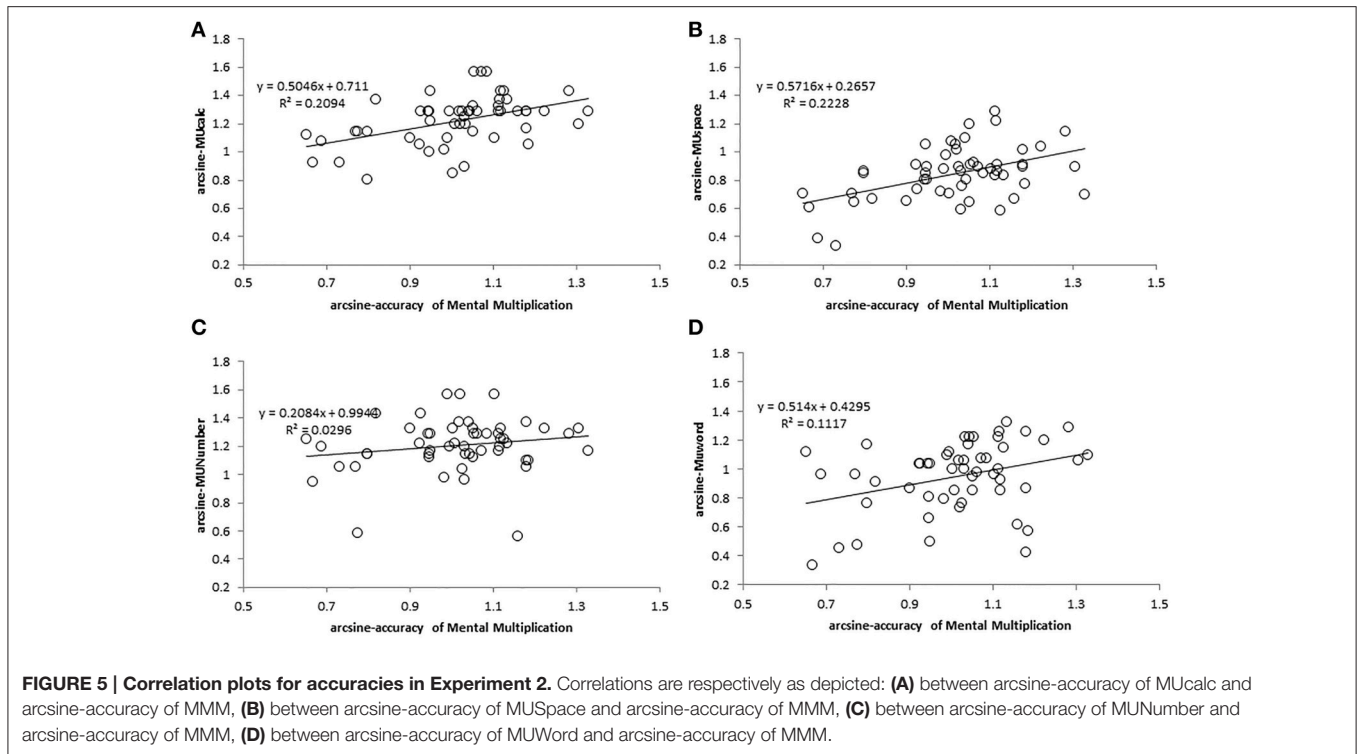 A
1.8
1.6
1.4
1.2
1
0.8
0.6
0.4
0.2
y = 0.5046x + 0.711
R² = 0.2094
arcsine-MUcalc
0.5 0.7 0.9 1.1 1.3 1.5
arcsine-accuracy of Mental Multiplication
B
1.8
1.6
1.4
1.2
1
0.8
0.6
0.4
0.2
y = 0.5716x + 0.2657
R² = 0.2228
arcsine-MUspace
0.5 0.7 0.9 1.1 1.3 1.5
arcsine-accuracy of Mental Multiplication
C
1.8
1.6
1.4
1.2
1
0.8
0.6
0.4
0.2
y = 0.2084x + 0.9944
R² = 0.0296
arcsine-MUNumber
0.5 0.7 0.9 1.1 1.3 1.5
arcsine-accuracy of Mental Multiplication
D
1.8
1.6
1.4
1.2
1
0.8
0.6
0.4
0.2
y = 0.514x + 0.4295
R² = 0.1117
arcsine-Muword
0.5 0.7 0.9 1.1 1.3 1.5
arcsine-accuracy of Mental Multiplication
FIGURE 5 | Correlation plots for accuracies in Experiment 2. Correlations are respectively as depicted: (A) between arcsine-accuracy of MUcalc and
arcsine-accuracy of MMM, (B) between arcsine-accuracy of MUSpace and arcsine-accuracy of MMM, (C) between arcsine-accuracy of MUNumber and
arcsine-accuracy of MMM, (D) between arcsine-accuracy of MUWord and arcsine-accuracy of MMM.